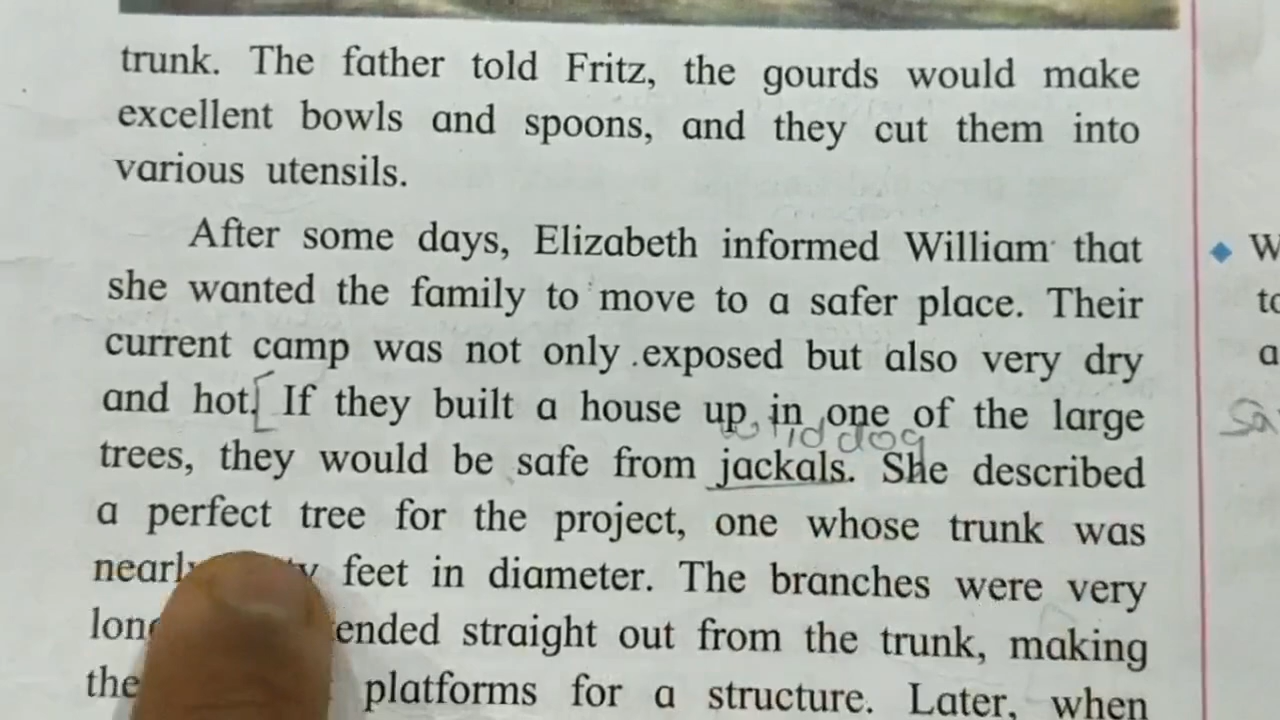 trunk. The father told Fritz, the gourds would make
excellent bowls and spoons, and they cut them into
various utensils.
After some days, Elizabeth informed William that
she wanted the family to move to a safer place. Their
current camp was not only exposed but also very dry
and hot. If they built a house up in one of the large
wild dog
trees, they would be safe from jackals. She described
a perfect tree for the project, one whose trunk was
feet in diameter. The branches were very
straight out from the trunk, making
platforms for a structure. Later, when